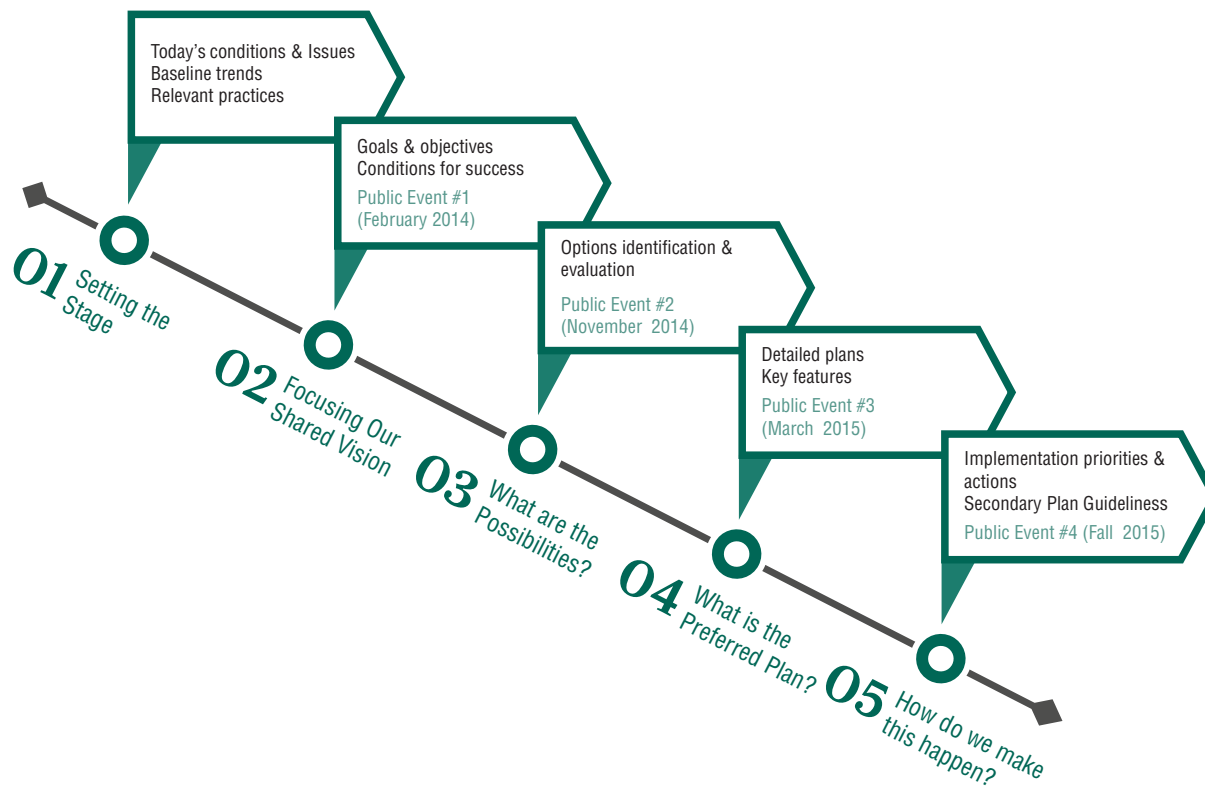 Today's conditions & Issues
Baseline trends
Relevant practices
01 Setting the
Stage
Goals & objectives
Conditions for success
Public Event #1
(February 2014)
02 Focusing Our
Shared Vision
Options identification &
evaluation
Public Event #2
(November 2014)
03 What are the
Possibilities?
Detailed plans
Key features
Public Event #3
(March 2015)
04 What is the
Preferred Plan?
Implementation priorities &
actions
Secondary Plan Guideliness
Public Event #4 (Fall 2015)
05 How do we make
this happen?